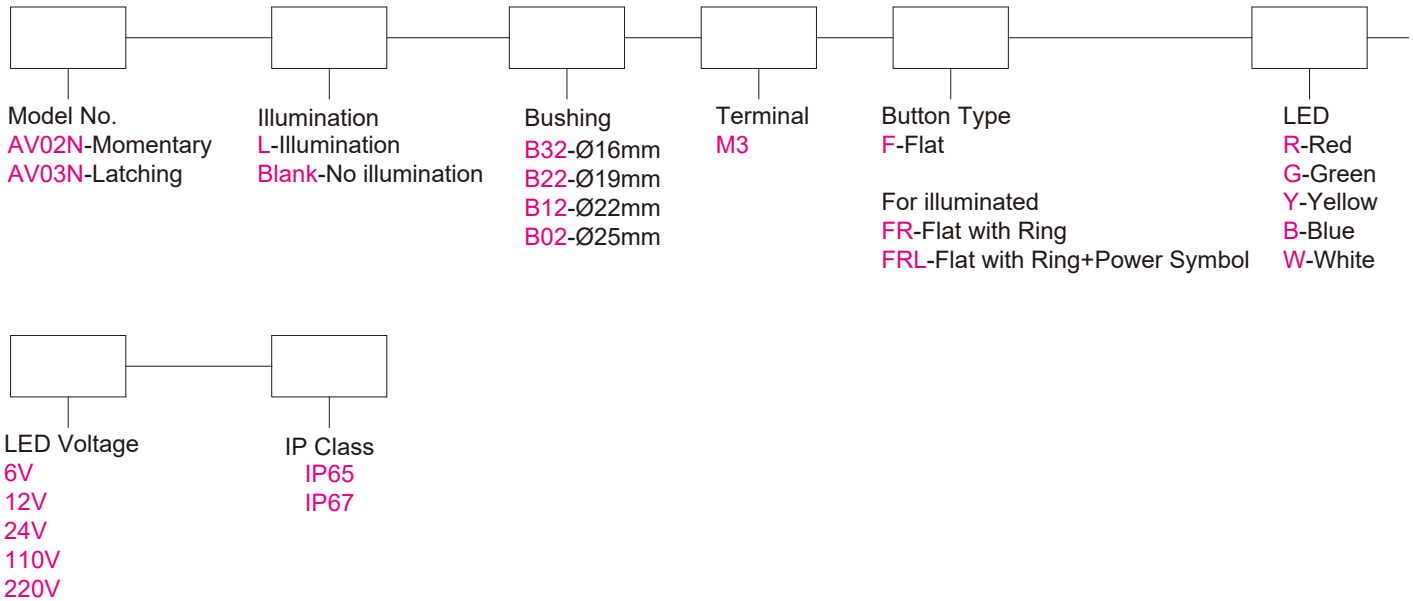 Model No.
AV02N-Momentary
AV03N-Latching
Illumination
L-Illumination
Blank-No illumination
Bushing
B32-Ø16mm
B22-Ø19mm
B12-Ø22mm
B02-Ø25mm
Terminal
M3
Button Type
F-Flat
For illuminated
FR-Flat with Ring
FRL-Flat with Ring+Power Symbol
LED
R-Red
G-Green
Y-Yellow
B-Blue
W-White
LED Voltage
6V
12V
24V
110V
220V
IP Class
IP65
IP67